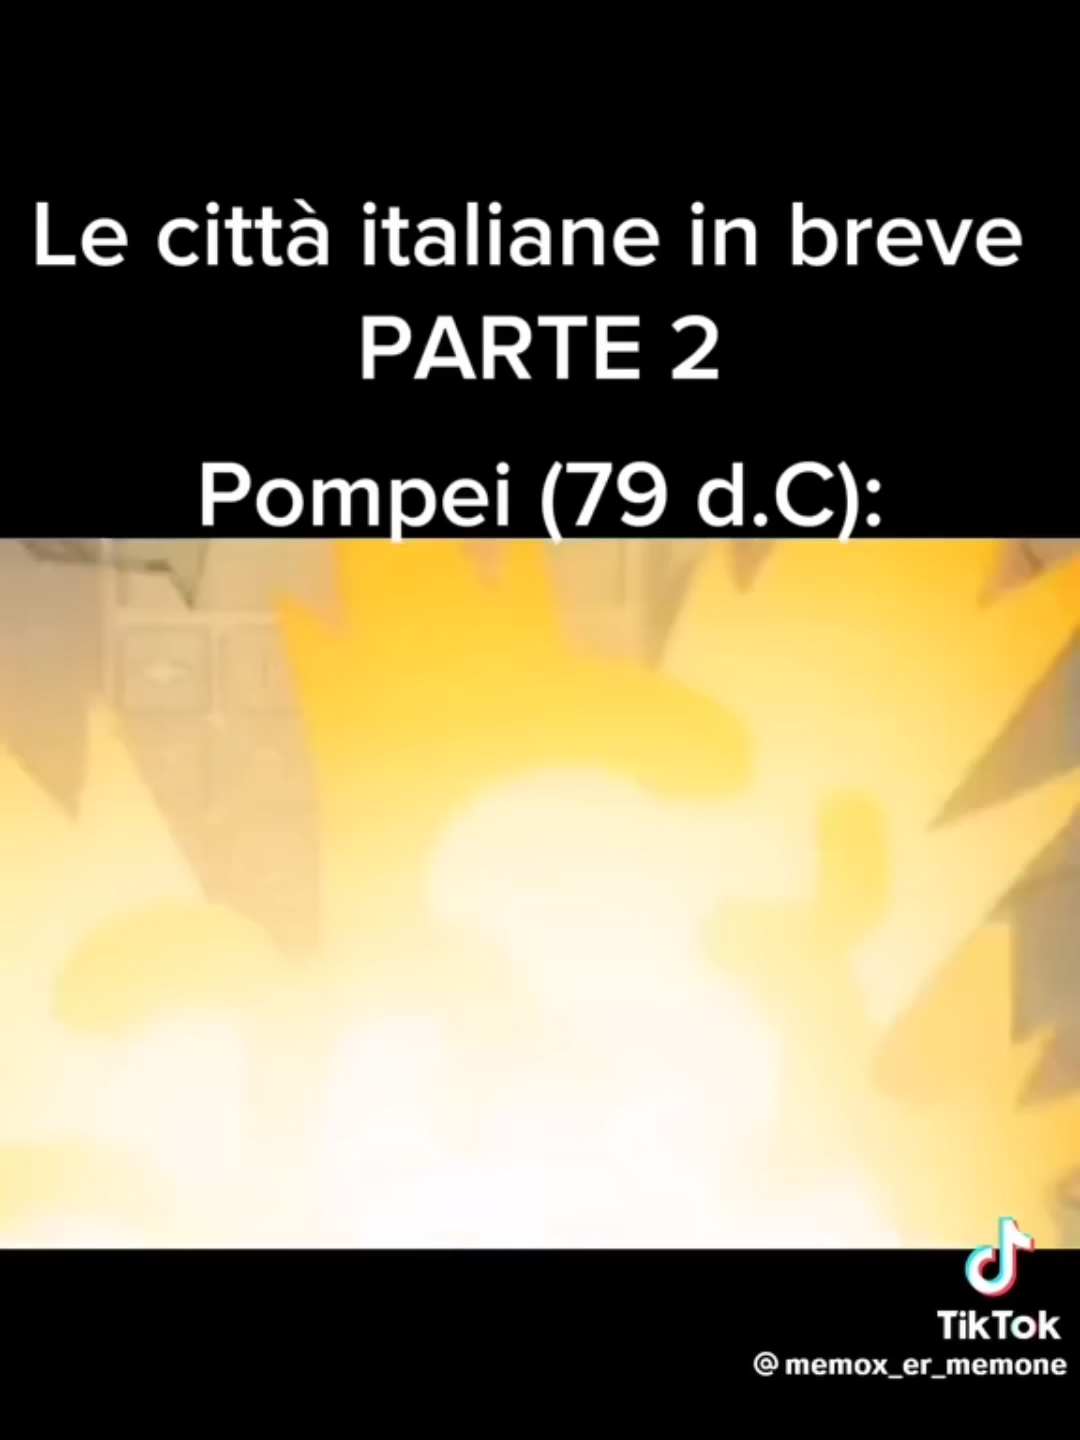 Le città italiane in breve
PARTE 2
Pompei (79 d.C):
TikTok
@memox_er_memone